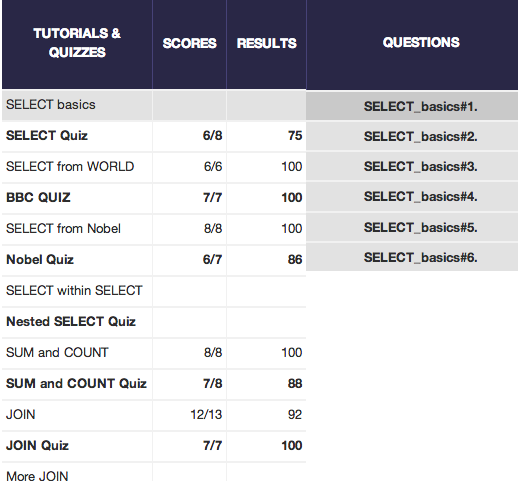 TUTORIALS & QUIZZES SCORES RESULTS QUESTIONS
SELECT basics SELECT_basics#1.
SELECT Quiz 6/8 75 SELECT_basics#2.
SELECT from WORLD 6/6 100 SELECT_basics#3.
BBC QUIZ 7/7 100 SELECT_basics#4.
SELECT from Nobel 8/8 100 SELECT_basics#5.
Nobel Quiz 6/7 86 SELECT_basics#6.
SELECT within SELECT
Nested SELECT Quiz
SUM and COUNT 8/8 100
SUM and COUNT Quiz 7/8 88
JOIN 12/13 92
JOIN Quiz 7/7 100
More JOIN